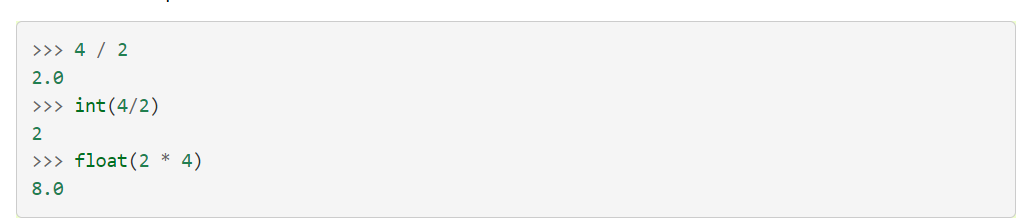 >>> 4 / 2
2.0
>>> int(4/2)
2
>>> float(2 * 4)
8.0